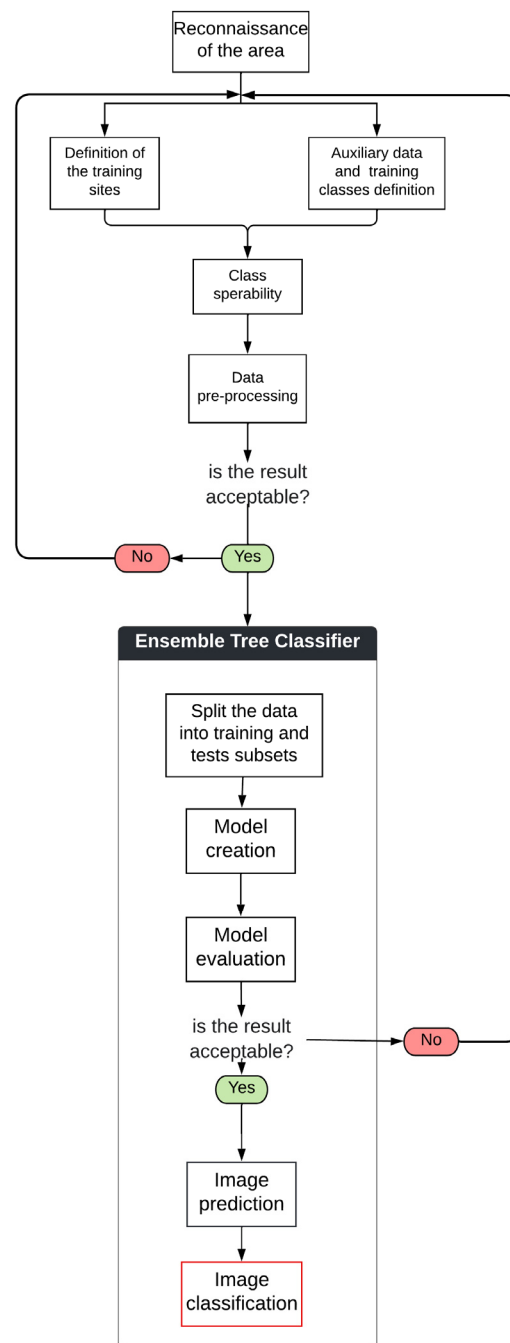 Reconnaissance
of the area
Definition of
the training
sites
Auxiliary data
and training
classes definition
Class
sperability
Data
pre-processing
is the result
acceptable?
No
Yes
Ensemble Tree Classifier
Split the data
into training and
tests subsets
Model
creation
Model
evaluation
is the result
acceptable?
No
Yes
Image
prediction
Image
classification